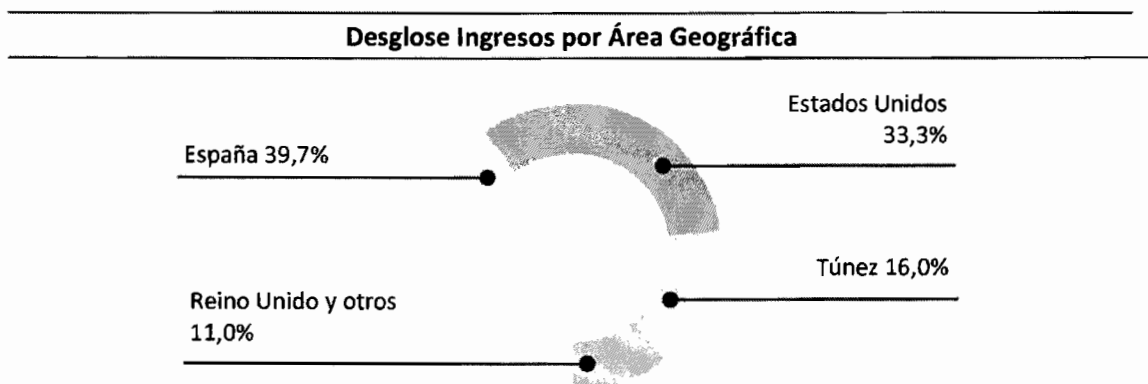 Desglose Ingresos por Área Geográfica
Estados Unidos
33,3%
España 39,7%
Túnez 16,0%
Reino Unido y otros
11,0%